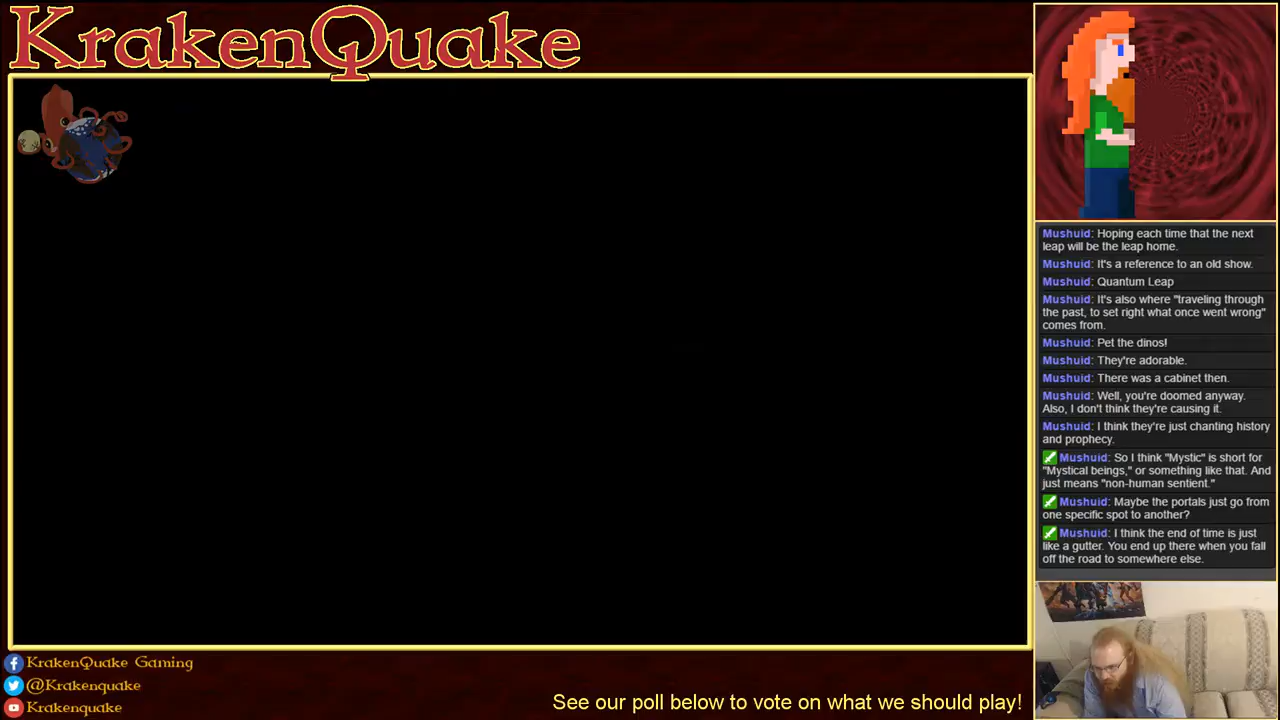 KrakenQuake
Mushuid: Hoping each time that the next
leap will be the leap home.
Mushuid: It's a reference to an old show.
Mushuid: Quantum Leap
Mushuid: It's also where "traveling through
the past, to set right what once went wrong"
comes from.
Mushuid: Pet the dinos!
Mushuid: They're adorable.
Mushuid: There was a cabinet then.
Mushuid: Well, you're doomed anyway.
Also, I don't think they're causing it.
Mushuid: I think they're just chanting history
and prophecy.
Mushuid: So I think "Mystic" is short for
"Mystical beings," or something like that. And
just means "non-human sentient."
Mushuid: Maybe the portals just go from
one specific spot to another?
Mushuid: I think the end of time is just
like a gutter. You end up there when you fall
off the road to somewhere else.
KrakenQuake Gaming
@Krakenquake
Krakenquake
See our poll below to vote on what we should play!